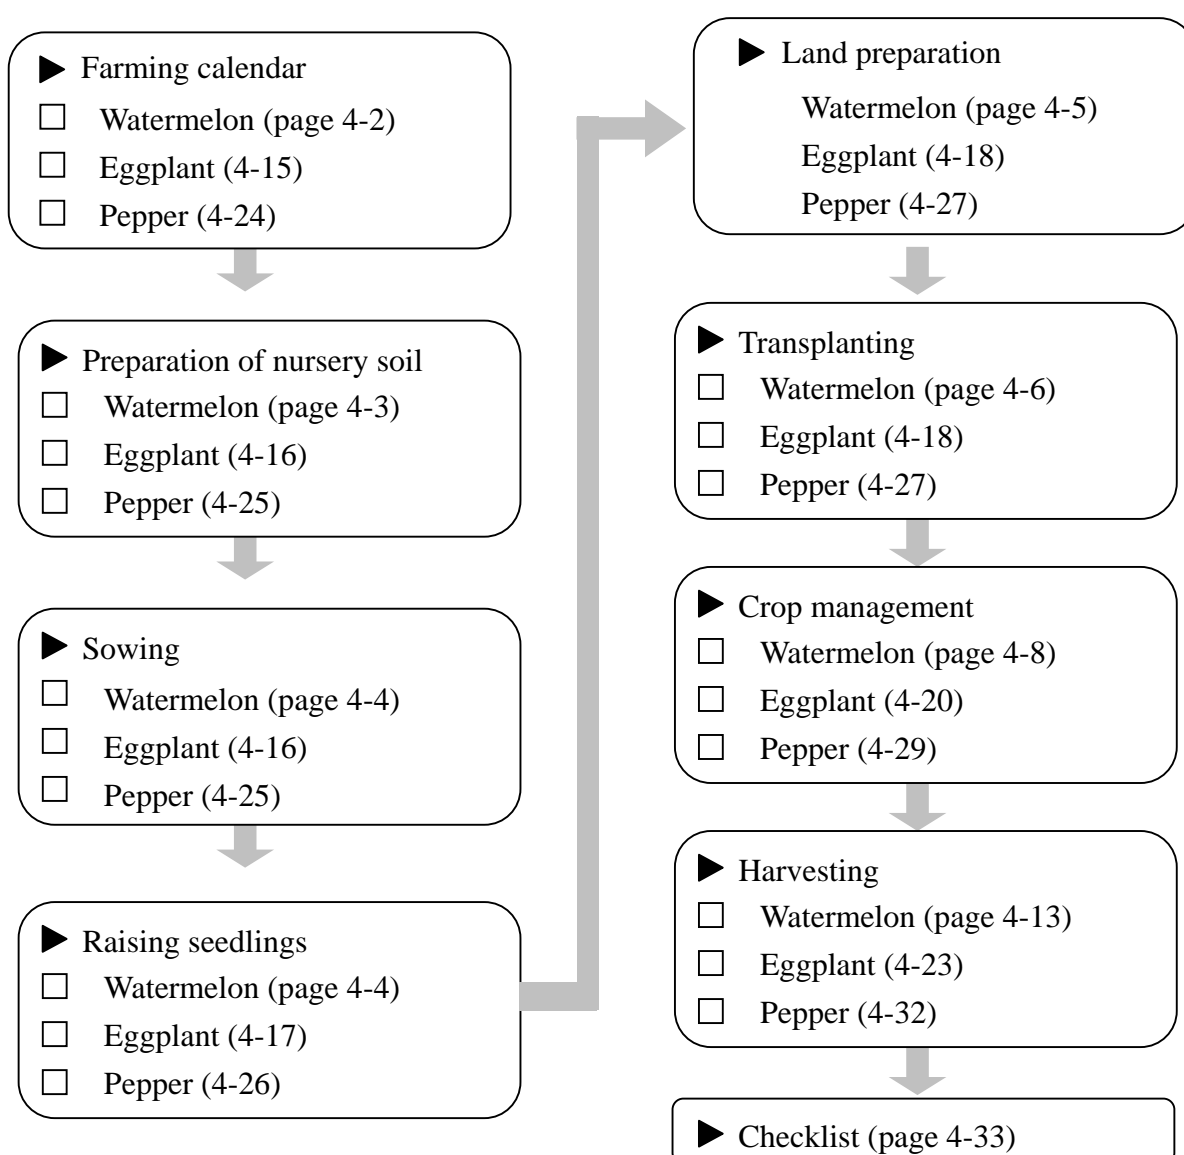 ▶ Farming calendar
□ Watermelon (page 4-2)
□ Eggplant (4-15)
□ Pepper (4-24)
▶ Preparation of nursery soil
□ Watermelon (page 4-3)
□ Eggplant (4-16)
□ Pepper (4-25)
▶ Sowing
□ Watermelon (page 4-4)
□ Eggplant (4-16)
□ Pepper (4-25)
▶ Raising seedlings
□ Watermelon (page 4-4)
□ Eggplant (4-17)
□ Pepper (4-26)
▶ Land preparation
Watermelon (page 4-5)
Eggplant (4-18)
Pepper (4-27)
▶ Transplanting
□ Watermelon (page 4-6)
□ Eggplant (4-18)
□ Pepper (4-27)
▶ Crop management
□ Watermelon (page 4-8)
□ Eggplant (4-20)
□ Pepper (4-29)
▶ Harvesting
□ Watermelon (page 4-13)
□ Eggplant (4-23)
□ Pepper (4-32)
▶ Checklist (page 4-33)